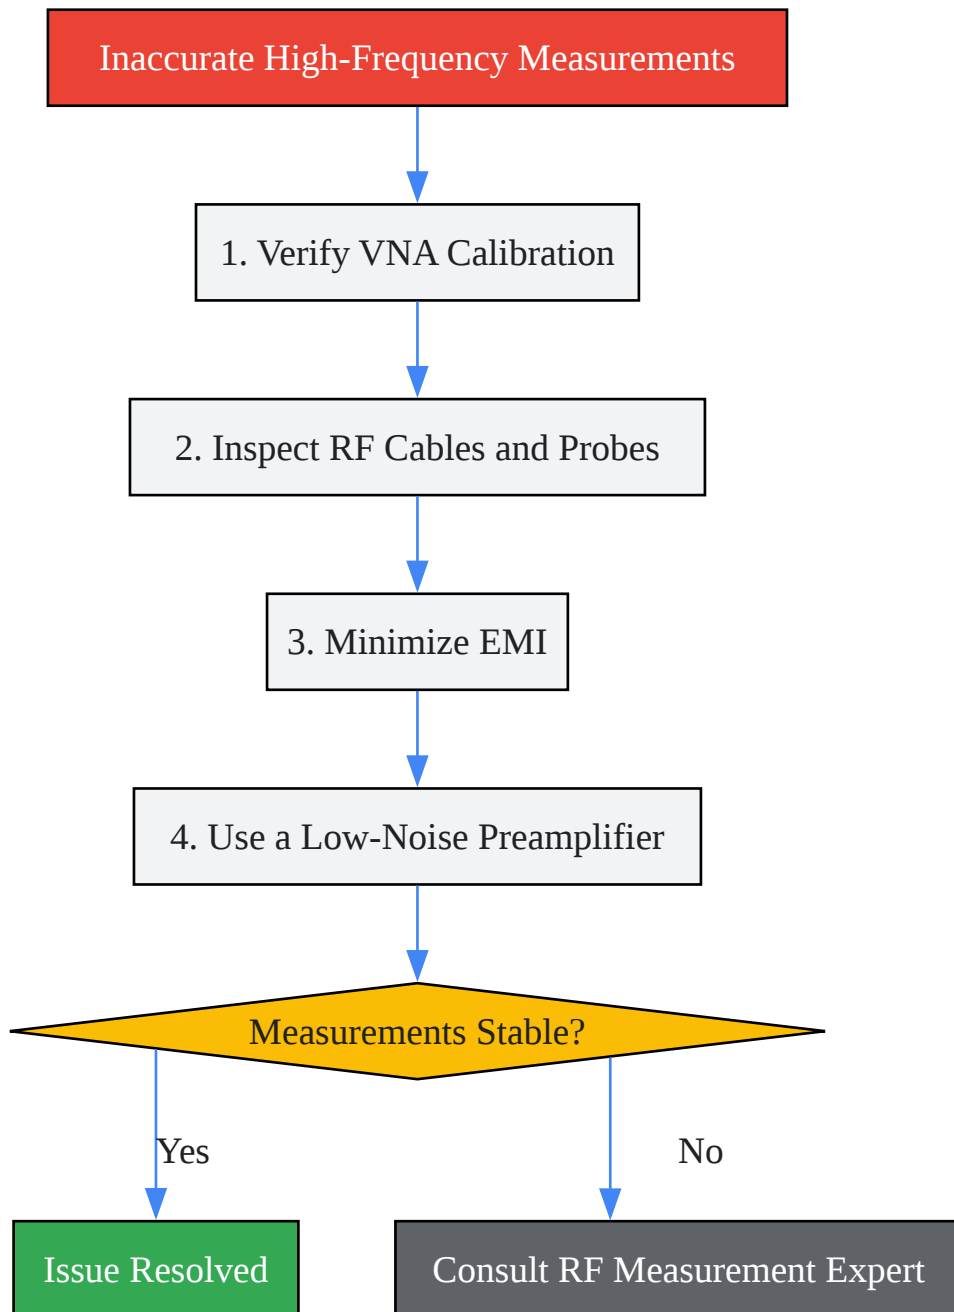 Inaccurate High-Frequency Measurements
1. Verify VNA Calibration
2. Inspect RF Cables and Probes
3. Minimize EMI
4. Use a Low-Noise Preamplifier
Measurements Stable?
Yes
No
Issue Resolved
Consult RF Measurement Expert